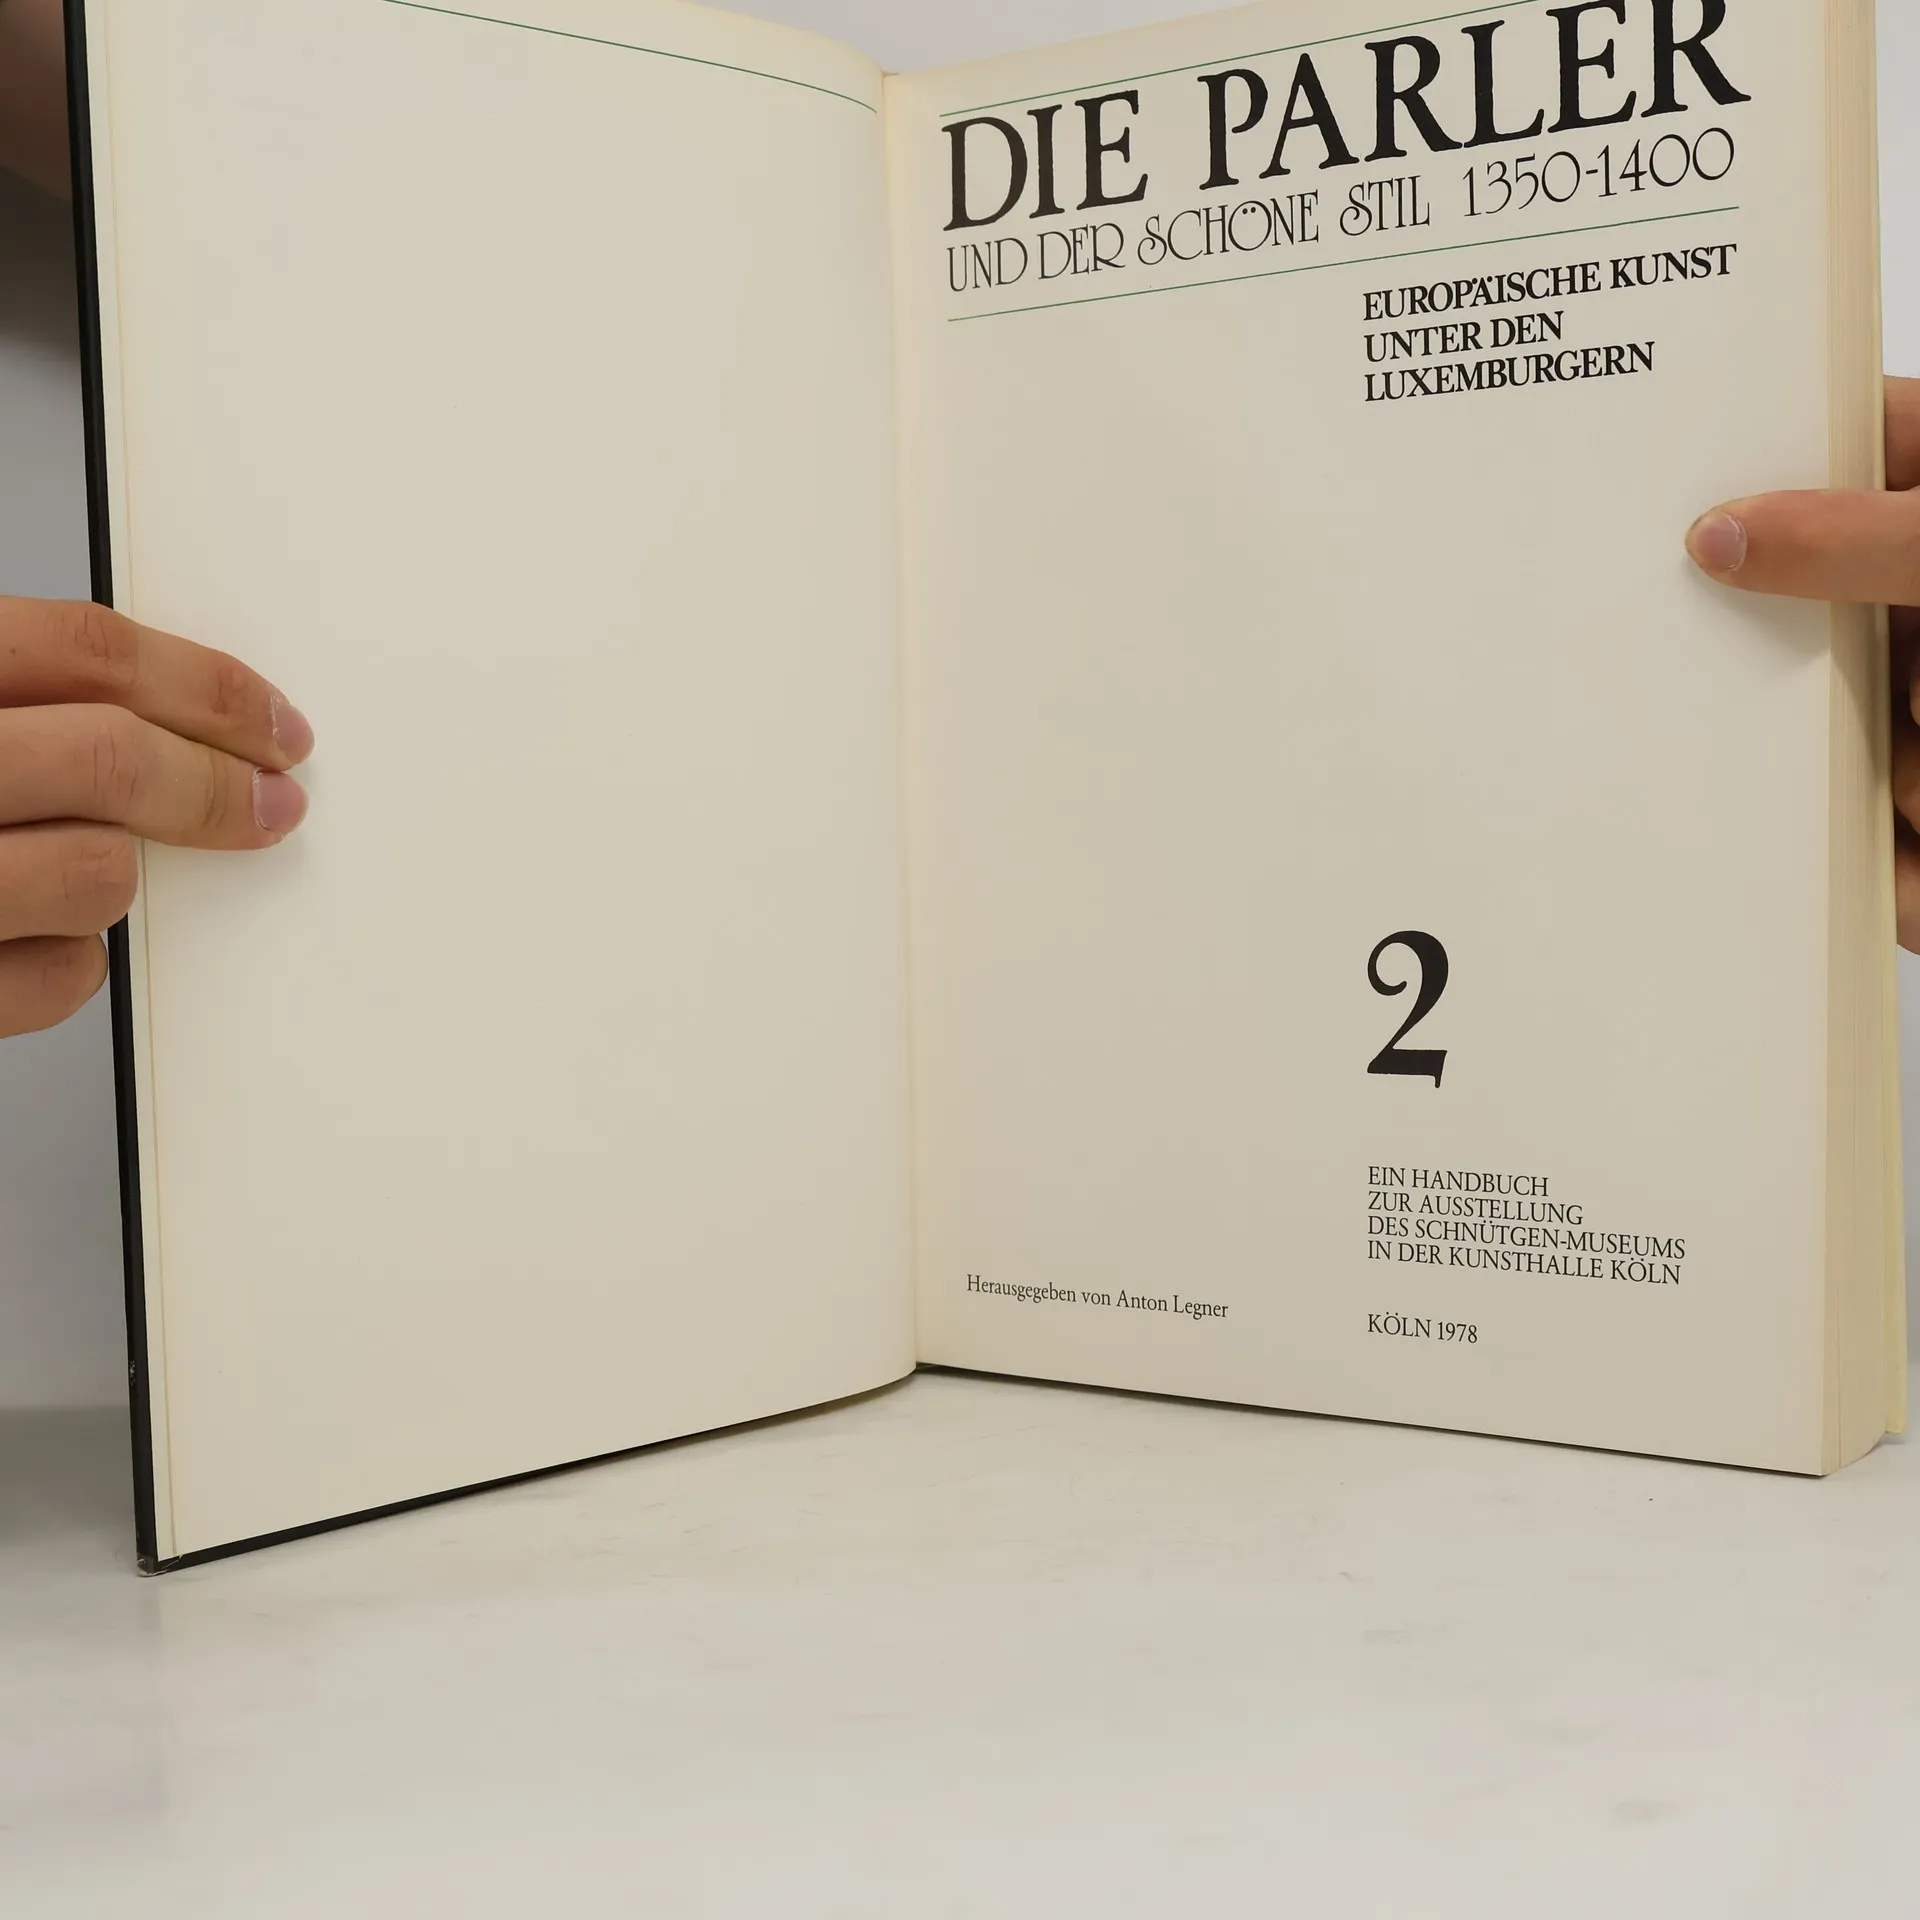 DIE PARLER
UND DER SCHÖNE STIL 1350-1400
EUROPÄISCHE KUNST
UNTER DEN
LUXEMBURGERN
2
EIN HANDBUCH
ZUR AUSSTELLUNG
DES SCHNÜTGEN-MUSEUMS
IN DER KUNSTHALLE KÖLN
Herausgegeben von Anton Legner
KÖLN 1978